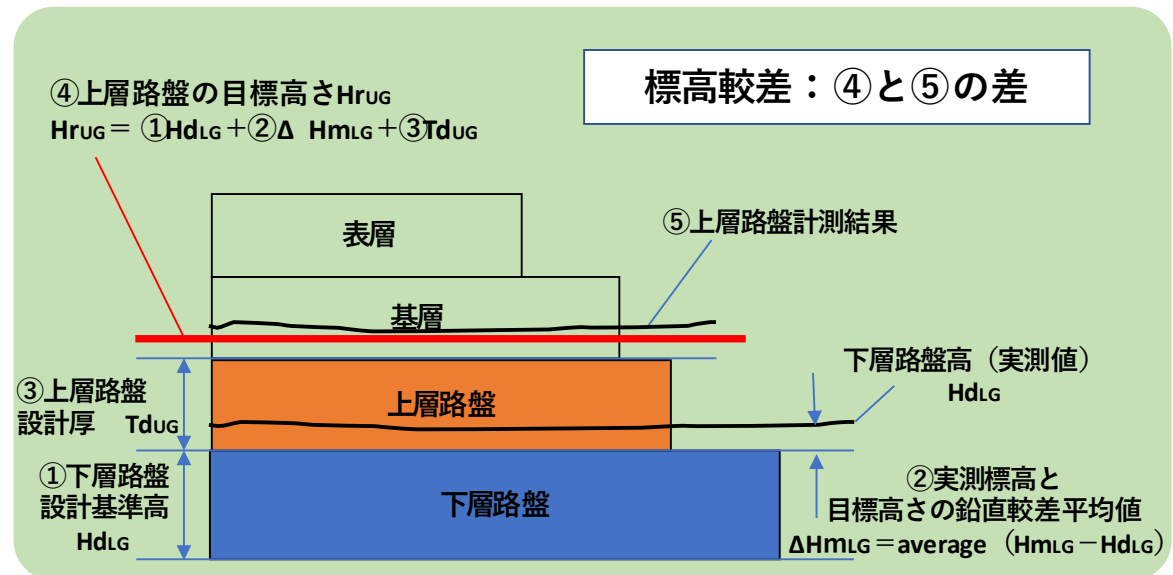 ④上層路盤の目標高さHrUG
HrUG＝ ①HdLG＋②Δ HmLG＋③TdUG
標高較差：④と⑤の差
表層
⑤上層路盤計測結果
基層
下層路盤高（実測値）
HdLG
③上層路盤
設計厚 TdUG
上層路盤
①下層路盤
設計基準高
HdLG
下層路盤
②実測標高と
目標高さの鉛直較差平均値
ΔHmLG＝average（HmLG－HdLG）